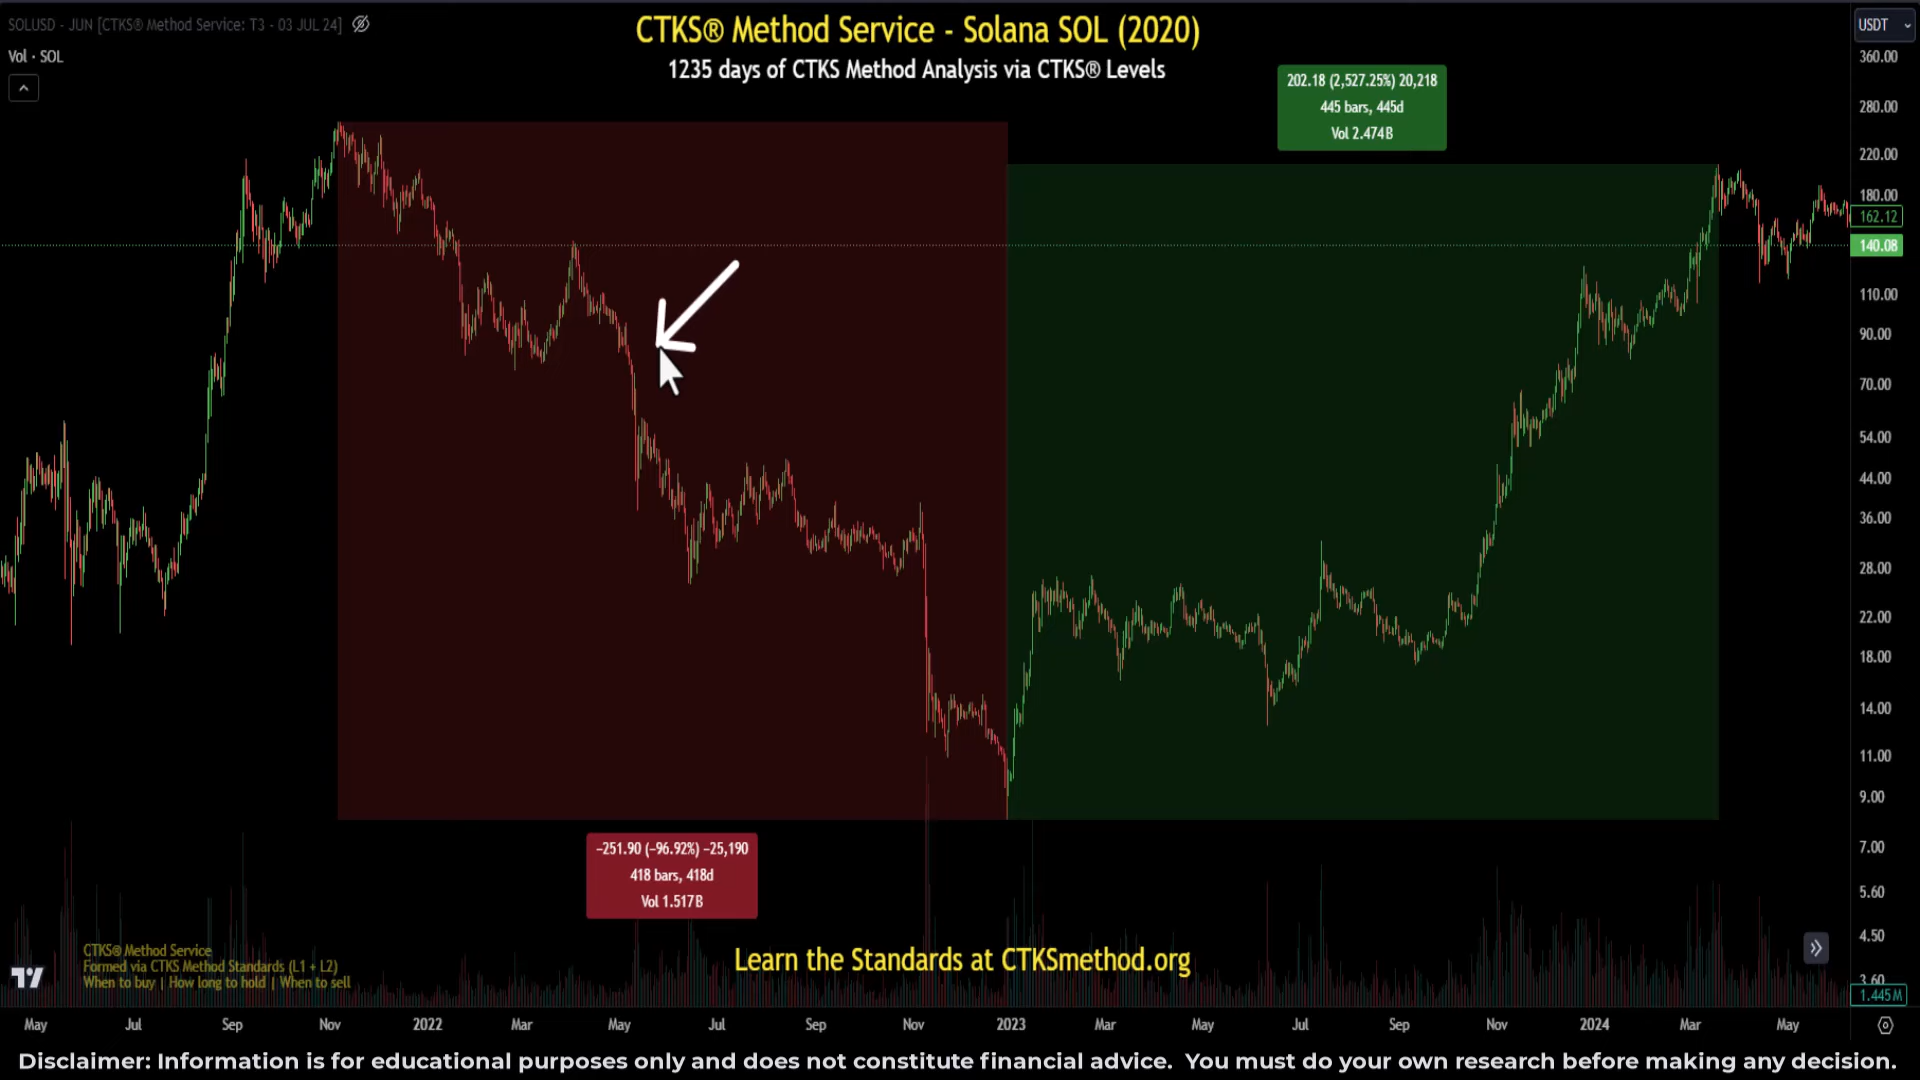 SOLUSD - JUN [CTKS® Method Service: T3 - 03 JUL 24]
Vol · SOL
CTKS® Method Service - Solana SOL (2020)
1235 days of CTKS Method Analysis via CTKS® Levels
USDT
202.18 (2,527.25%) 20,218
445 bars, 445d
Vol 2.474B
360.00
280.00
220.00
180.00
162.12
140.08
110.00
90.00
70.00
54.00
44.00
36.00
28.00
22.00
18.00
14.00
11.00
9.00
7.00
5.60
4.50
3.60
1.445M
−251.90 (−96.92%) −25,190
418 bars, 418d
Vol 1.517B
CTKS® Method Service
Formed via CTKS Method Standards (L1 + L2)
When to buy | How long to hold | When to sell
Learn the Standards at CTKSmethod.org
May Jul Sep Nov 2022 Mar May Jul Sep Nov 2023 Mar May Jul Sep Nov 2024 Mar May
Disclaimer: Information is for educational purposes only and does not constitute financial advice. You must do your own research before making any decision.